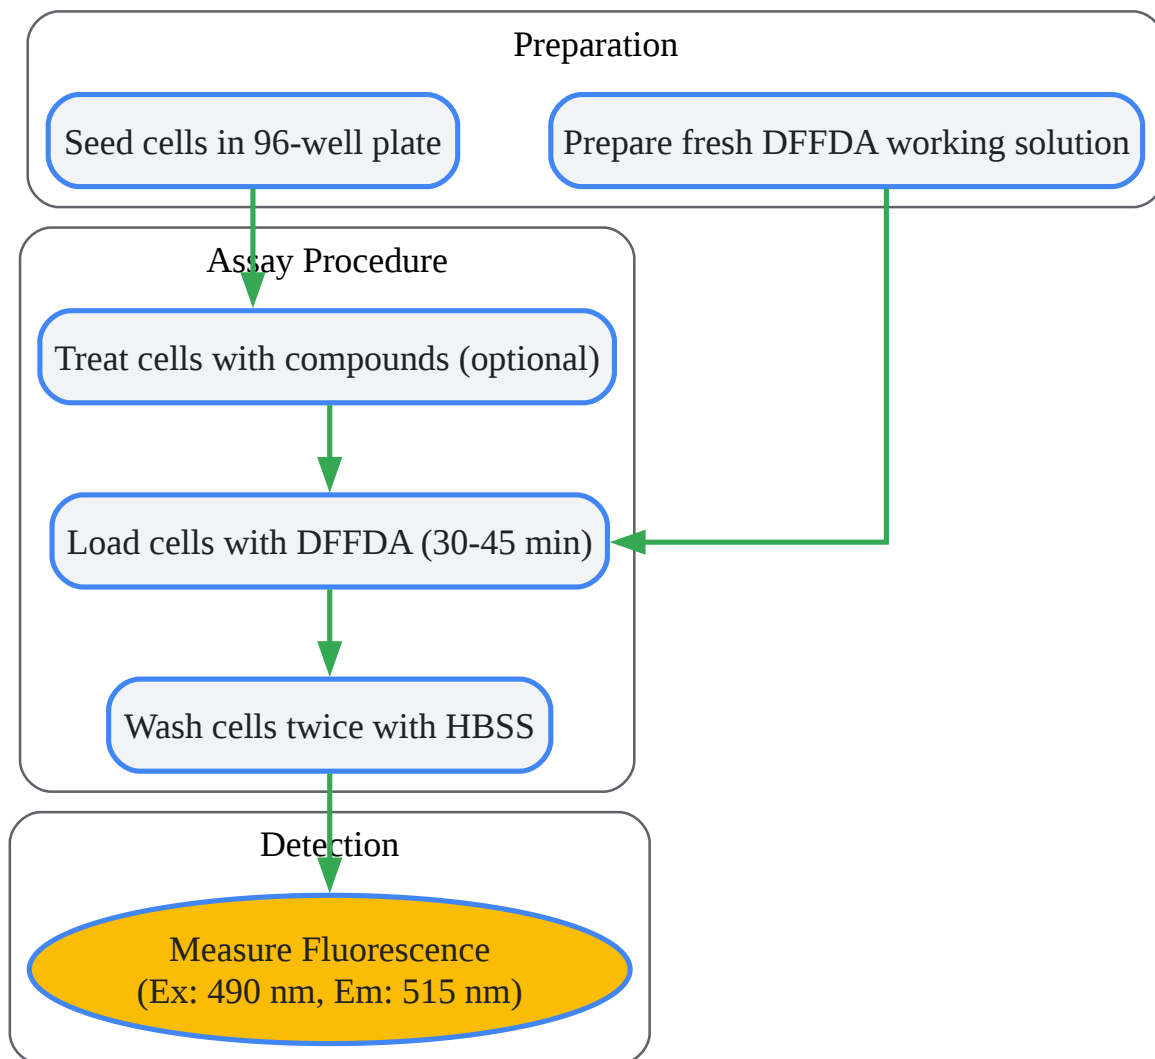 Preparation
Seed cells in 96-well plate
Prepare fresh DFFDA working solution
Assay Procedure
Treat cells with compounds (optional)
Load cells with DFFDA (30-45 min)
Wash cells twice with HBSS
Detection
Measure Fluorescence
(Ex: 490 nm, Em: 515 nm)